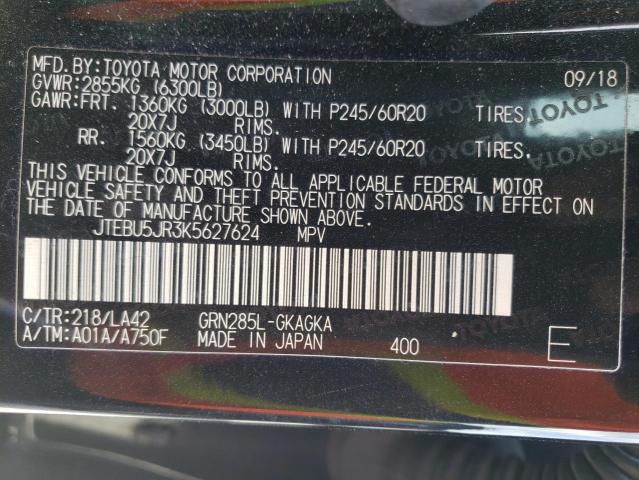 MFD.BY:TOYOTA MOTOR CORPORATION 09/18
GVWR:2855KG (6300LB)
GAWR:FRT. 1360KG (3000LB) WITH P245/60R20 TIRES,
20X7J RIMS.
RR. 1560KG (3450LB) WITH P245/60R20 TIRES.
20X7J RIMS.
THIS VEHICLE CONFORMS TO ALL APPLICABLE FEDERAL MOTOR
VEHICLE SAFETY AND THEFT PREVENTION STANDARDS IN EFFECT ON
THE DATE OF MANUFACTURE SHOWN ABOVE.
JTEBU5JR3K5627624 MPV
C/TR:218/LA42 GRN285L-GKAGKA
A/TM:A01A/A750F MADE IN JAPAN 400 E
TOYOTA
TOYOTA
TOYOTA